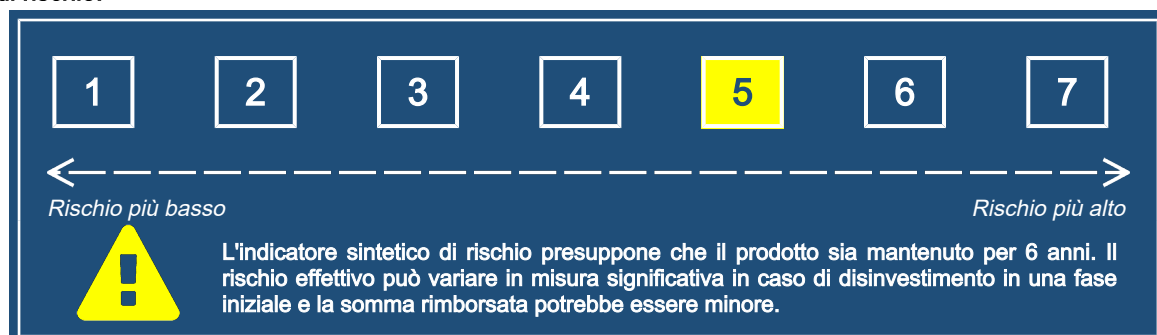 1 2 3 4 5 6 7
Rischio più basso Rischio più alto
L'indicatore sintetico di rischio presuppone che il prodotto sia mantenuto per 6 anni. Il
rischio effettivo può variare in misura significativa in caso di disinvestimento in una fase
iniziale e la somma rimborsata potrebbe essere minore.